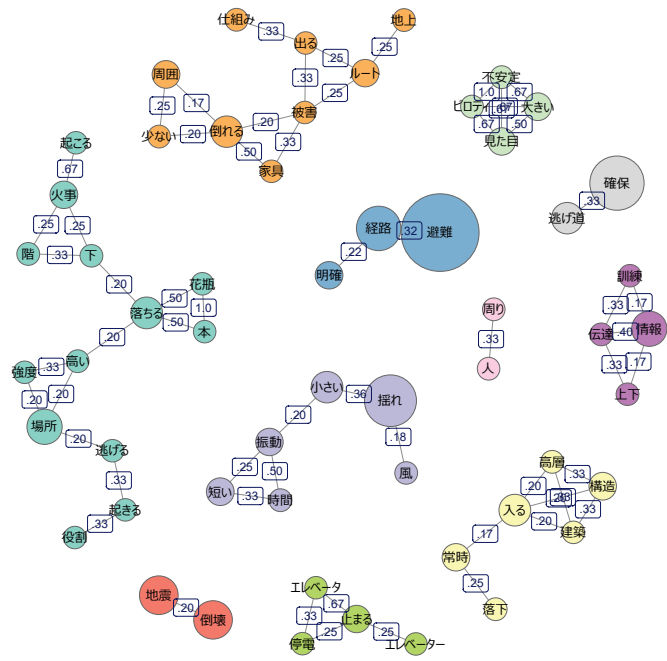 仕組み
.33
地上
出る
.25
.25
ルート
周囲
.33
.25
不安定
1.0
.67
.17
被害
ピロティ
.67
大きい
.25
.20
.67
.50
少ない
.20
倒れる
.33
見た目
起こる
.50
家具
.67
確保
火事
.33
逃げ道
.25
.25
経路
.32
避難
階
.33
下
.22
明確
訓練
.20
花瓶
.33
.17
.50
周り
落ちる
1.0
伝達
.40
情報
.50
本
.33
.20
.33
.17
強度
.33
高い
人
.20
.20
小さい
.36
揺れ
上下
場所
.20
.20
逃げる
振動
.18
高層
.25
.50
風
.33
.33
.20
構造
短い
.33
時間
.20
入る
.33
起きる
.20
建築
役割
.33
.17
常時
.25
地震
エレベータ
落下
.20
.67
倒壊
.33
止まる
停電
.25
.25
エレベーター